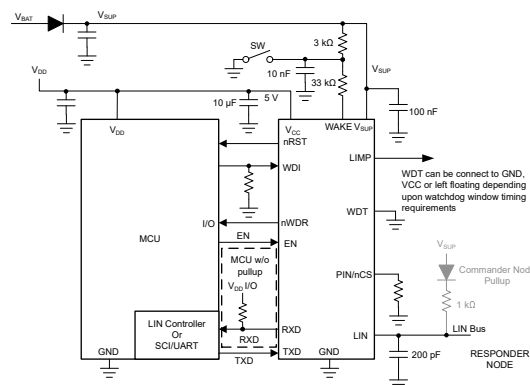 VBAT
VSUP
SW
3 kΩ
10 nF
33 kΩ
VSUP
VDD
10 µF
5 V
100 nF
VDD
VCC
WAKE VSUP
nRST
LIMP
WDI
WDT can be connect to GND,
VCC or left floating depending
upon watchdog window timing
requirements
I/O
nWDR
WDT
MCU
EN
EN
VSUP
Commander Node
Pullup
MCU w/o
pullup
VDD I/O
PIN/nCS
1 kΩ
LIN Controller
Or
SCI/UART
RXD
RXD
LIN
LIN Bus
GND
TXD
TXD
GND
200 pF
RESPONDER
NODE